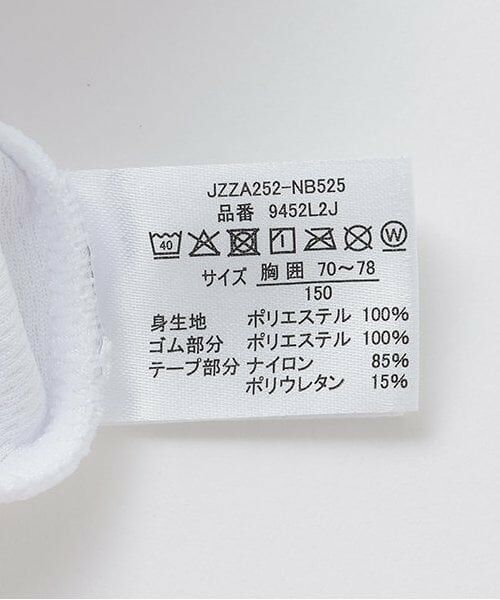 JZZA252-NB525
品番 9452L2J
40 W
サイズ 胸囲 70～78
150
身生地 ポリエステル 100%
ゴム部分 ポリエステル 100%
テープ部分 ナイロン 85%
ポリウレタン 15%